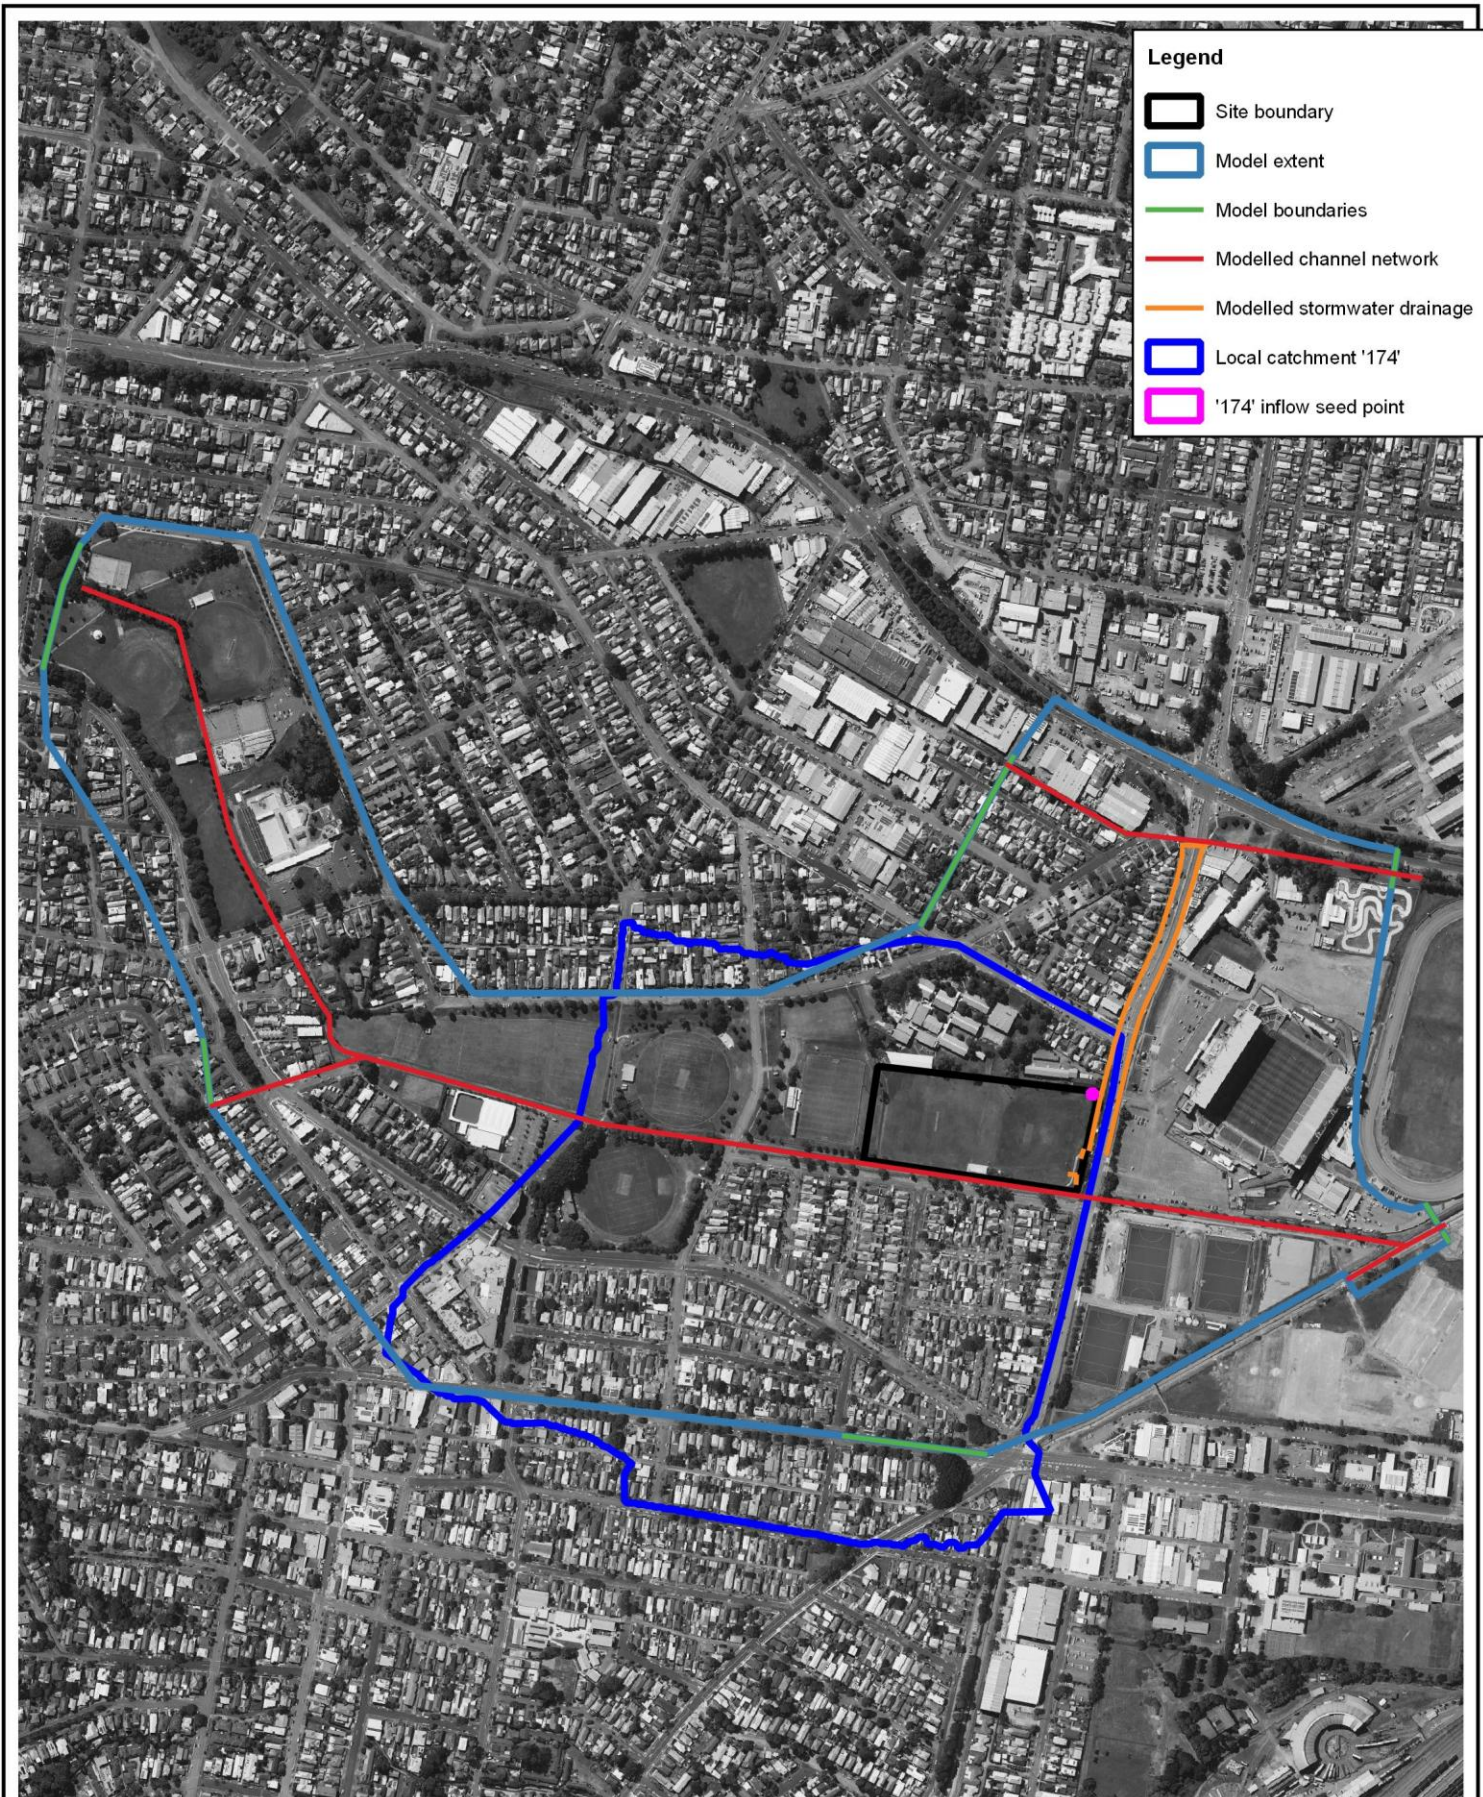 Legend
Site boundary
Model extent
Model boundaries
Modelled channel network
Modelled stormwater drainage
Local catchment '174'
'174' inflow seed point